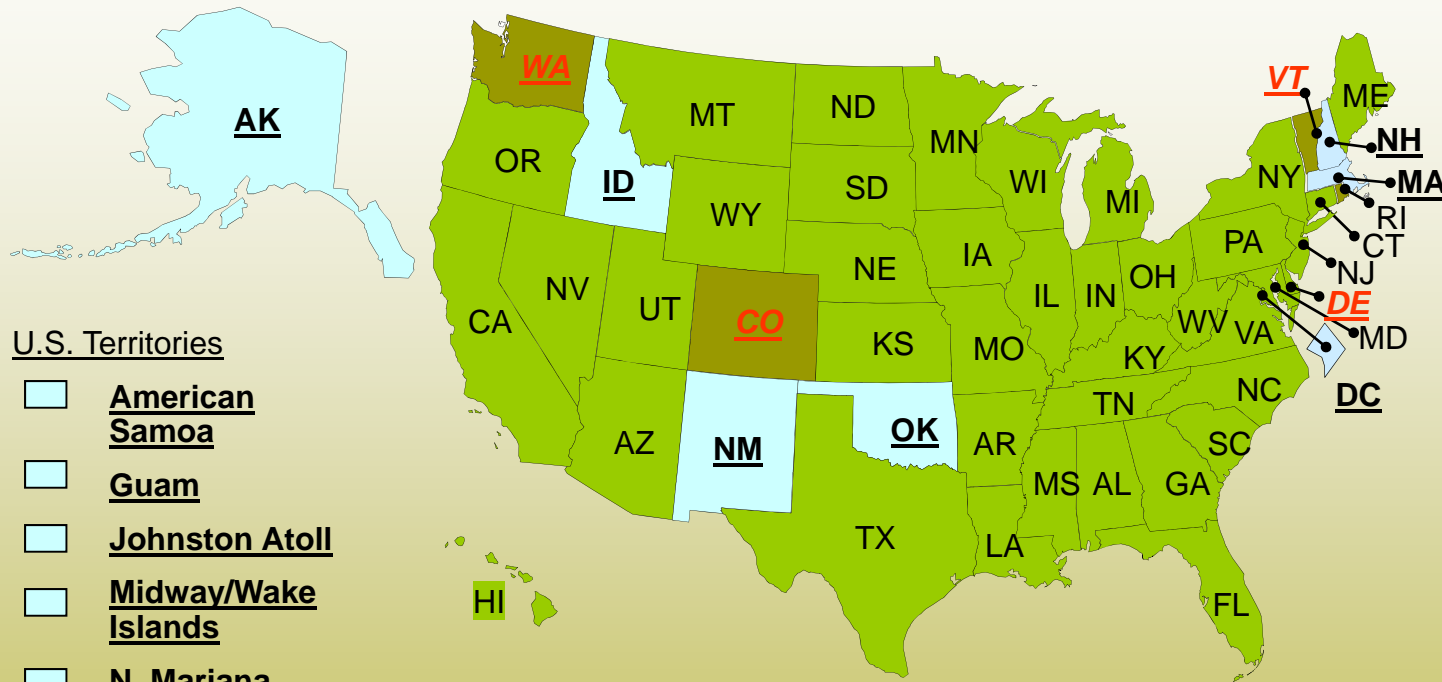 WA
VT
ME
AK
MT
ND
MN
NH
OR
ID
SD
WI
MI
NY
MA
WY
RI
PA
CT
NE
IA
OH
NJ
NV
UT
CO
IL
IN
DE
CA
WV
VA
MD
KS
MO
KY
DC
NC
TN
OK
AZ
NM
AR
SC
MS
AL
GA
TX
LA
HI
FL
U.S. Territories
American
Samoa
Guam
Johnston Atoll
Midway/Wake
Islands
N. Mariana